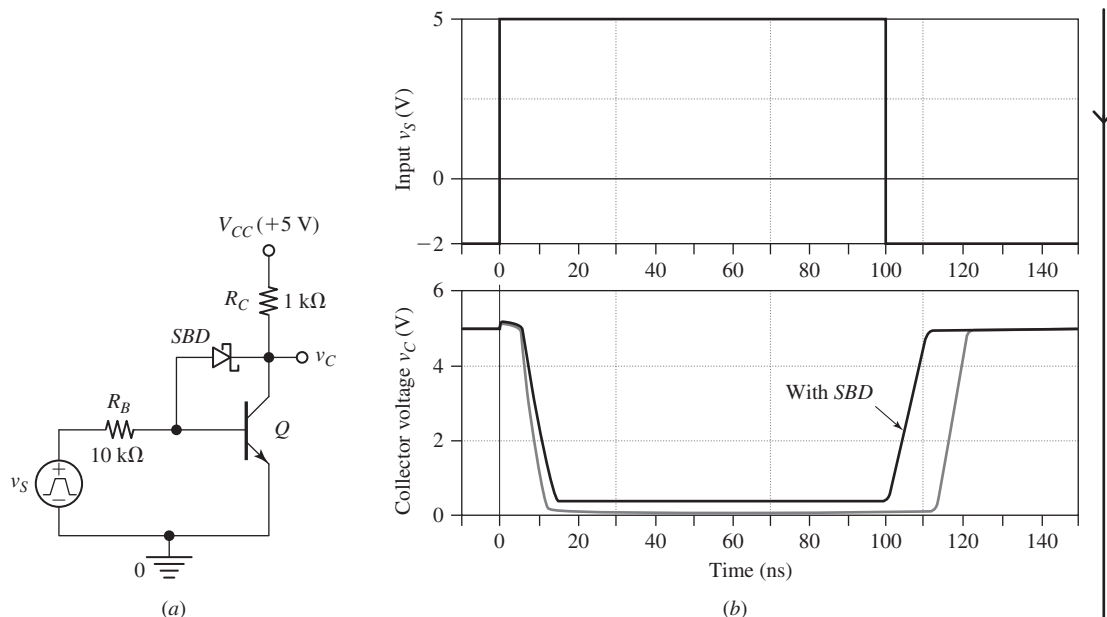 V_CC (+5 V)
R_C
1 kΩ
SBD
v_C
R_B
10 kΩ
Q
v_S
+
−
0
(a)
Input v_S (V)
5
0
−2
0 20 40 60 80 100 120 140
Collector voltage v_C (V)
6
4
2
0
With SBD
0 20 40 60 80 100 120 140
Time (ns)
(b)